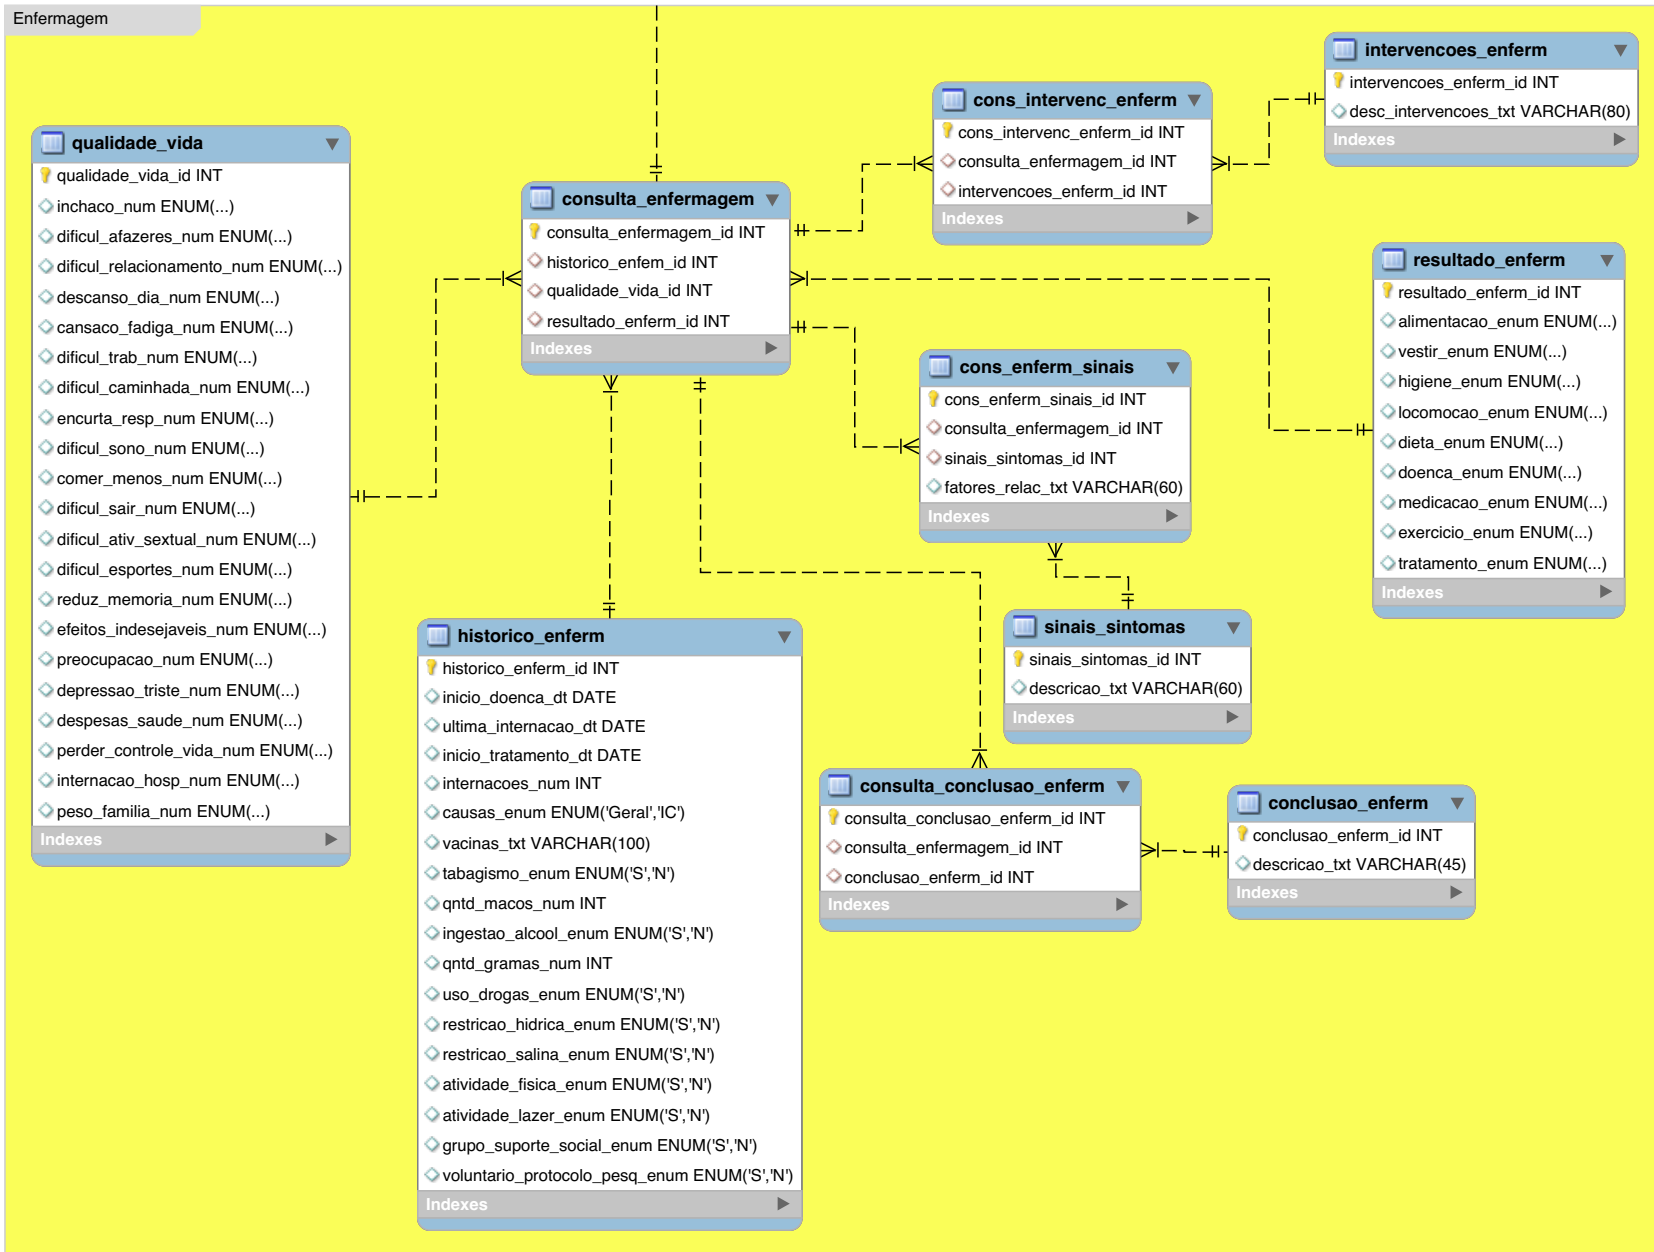 Enfermagem
qualidade_vida
qualidade_vida_id INT
inchaco_num ENUM(...)
dificul_afazeres_num ENUM(...)
dificul_relacionamento_num ENUM(...)
descanso_dia_num ENUM(...)
cansaco_fadiga_num ENUM(...)
dificul_trab_num ENUM(...)
dificul_caminhada_num ENUM(...)
encurta_resp_num ENUM(...)
dificul_sono_num ENUM(...)
comer_menos_num ENUM(...)
dificul_sair_num ENUM(...)
dificul_ativ_sextual_num ENUM(...)
dificul_esportes_num ENUM(...)
reduz_memoria_num ENUM(...)
efeitos_indesejaveis_num ENUM(...)
preocupacao_num ENUM(...)
depressao_triste_num ENUM(...)
despesas_saude_num ENUM(...)
perder_controle_vida_num ENUM(...)
internacao_hosp_num ENUM(...)
peso_familia_num ENUM(...)
Indexes
consulta_enfermagem
consulta_enfermagem_id INT
historico_enfem_id INT
qualidade_vida_id INT
resultado_enferm_id INT
Indexes
cons_intervenc_enferm
cons_intervenc_enferm_id INT
consulta_enfermagem_id INT
intervencoes_enferm_id INT
Indexes
intervencoes_enferm
intervencoes_enferm_id INT
desc_intervencoes_txt VARCHAR(80)
Indexes
resultado_enferm
resultado_enferm_id INT
alimentacao_enum ENUM(...)
vestir_enum ENUM(...)
higiene_enum ENUM(...)
locomocao_enum ENUM(...)
dieta_enum ENUM(...)
doenca_enum ENUM(...)
medicacao_enum ENUM(...)
exercicio_enum ENUM(...)
tratamento_enum ENUM(...)
Indexes
cons_enferm_sinais
cons_enferm_sinais_id INT
consulta_enfermagem_id INT
sinais_sintomas_id INT
fatores_relac_txt VARCHAR(60)
Indexes
sinais_sintomas
sinais_sintomas_id INT
descricao_txt VARCHAR(60)
Indexes
historico_enferm
historico_enferm_id INT
inicio_doenca_dt DATE
ultima_internacao_dt DATE
inicio_tratamento_dt DATE
internacoes_num INT
causas_enum ENUM('Geral','IC')
vacinas_txt VARCHAR(100)
tabagismo_enum ENUM('S','N')
qntd_macos_num INT
ingestao_alcool_enum ENUM('S','N')
qntd_gramas_num INT
uso_drogas_enum ENUM('S','N')
restricao_hidrica_enum ENUM('S','N')
restricao_salina_enum ENUM('S','N')
atividade_fisica_enum ENUM('S','N')
atividade_lazer_enum ENUM('S','N')
grupo_suporte_social_enum ENUM('S','N')
voluntario_protocolo_pesq_enum ENUM('S','N')
Indexes
consulta_conclusao_enferm
consulta_conclusao_enferm_id INT
consulta_enfermagem_id INT
conclusao_enferm_id INT
Indexes
conclusao_enferm
conclusao_enferm_id INT
descricao_txt VARCHAR(45)
Indexes